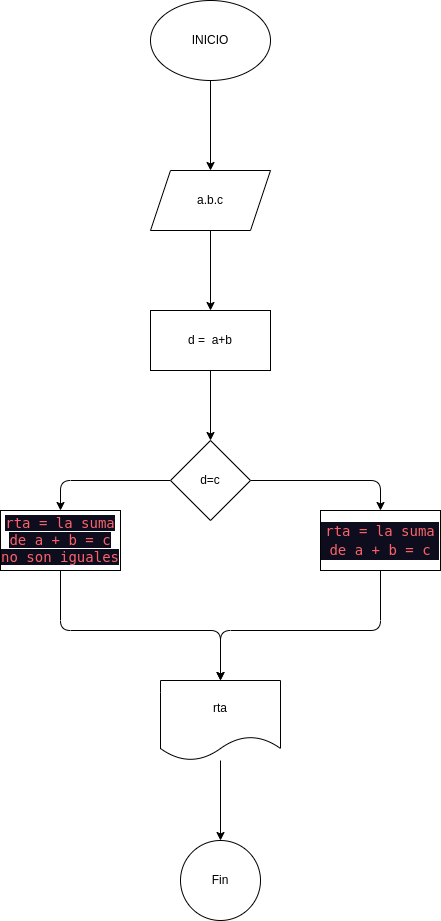 INICIO
a.b.c
d = a+b
d=c
rta = la suma
de a + b = c
no son iguales
rta = la suma
de a + b = c
rta
Fin